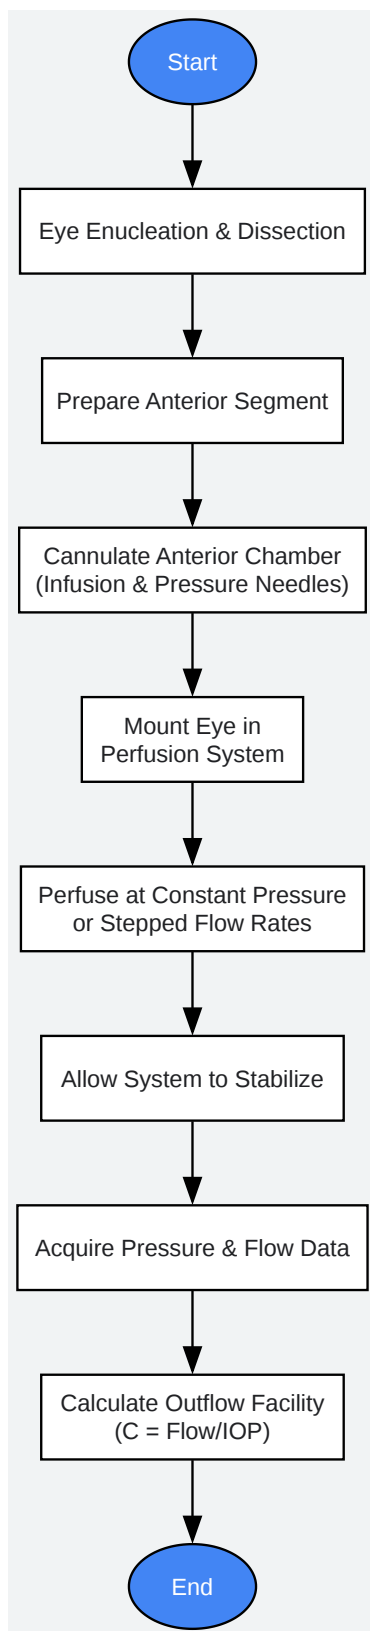 Start
Eye Enucleation & Dissection
Prepare Anterior Segment
Cannulate Anterior Chamber
(Infusion & Pressure Needles)
Mount Eye in
Perfusion System
Perfuse at Constant Pressure
or Stepped Flow Rates
Allow System to Stabilize
Acquire Pressure & Flow Data
Calculate Outflow Facility
(C = Flow/IOP)
End